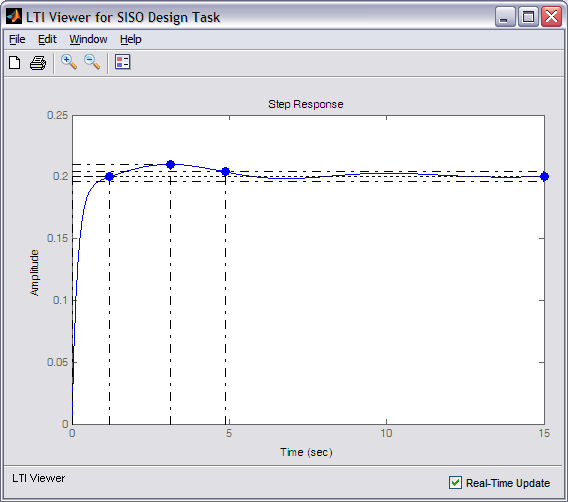 LTI Viewer for SISO Design Task
File Edit Window Help
Step Response
0.25
0.2
0.15
0.1
0.05
0
Amplitude
0 5 10 15
Time (sec)
LTI Viewer
Real-Time Update